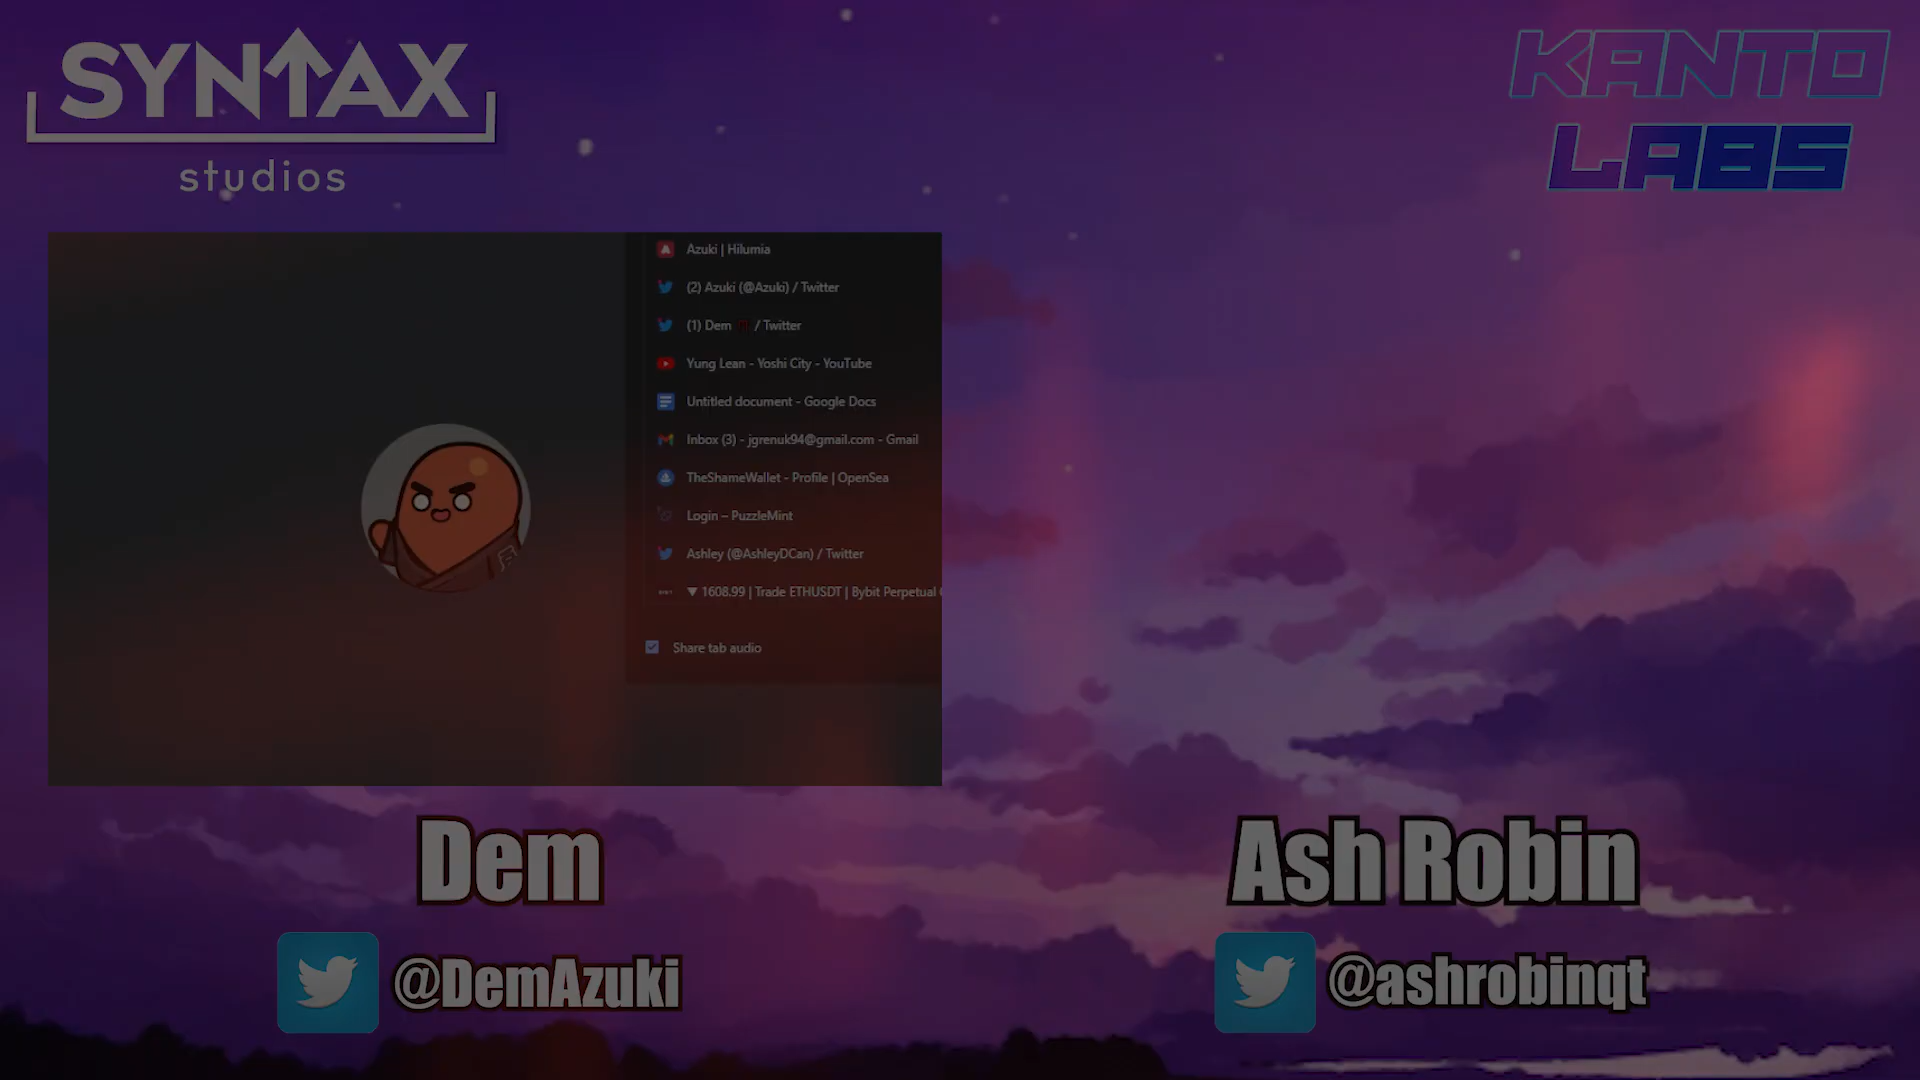 SYNTAX
studios
KANTO
LABS
Azuki | Hilumia
(2) Azuki (@Azuki) / Twitter
(1) Dem / Twitter
Yung Lean - Yoshi City - YouTube
Untitled document - Google Docs
Inbox (3) - jgrenuk94@gmail.com - Gmail
TheShameWallet - Profile | OpenSea
Login – PuzzleMint
Ashley (@AshleyDCan) / Twitter
▼ 1608.99 | Trade ETHUSDT | Bybit Perpetual
Share tab audio
Dem
@DemAzuki
Ash Robin
@ashrobinqt